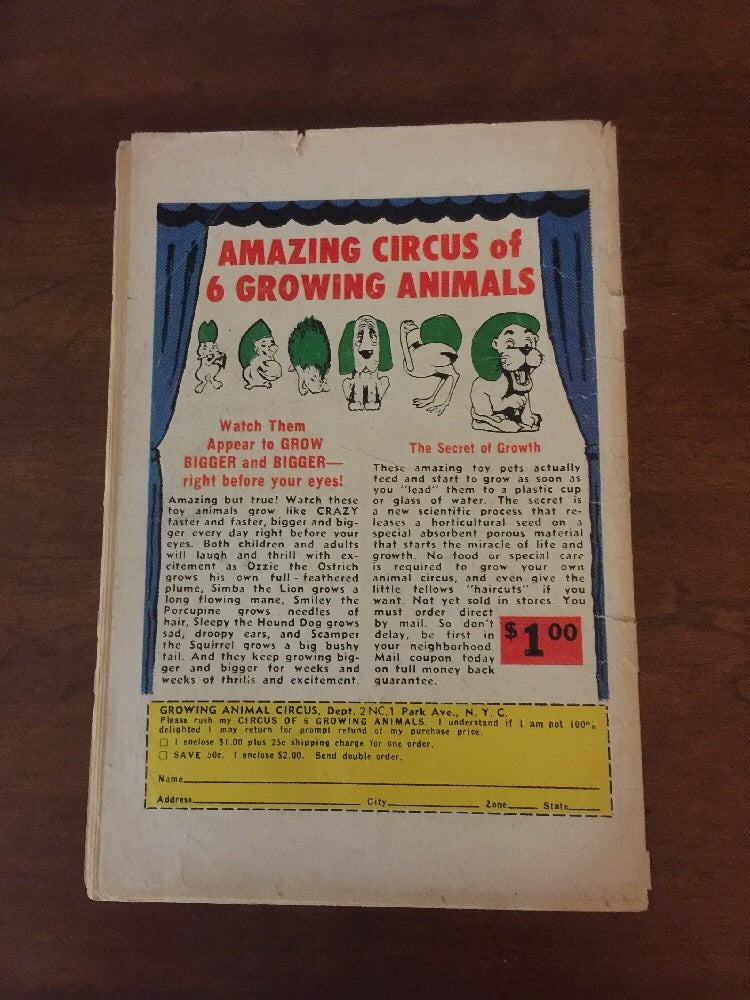 AMAZING CIRCUS of
6 GROWING ANIMALS
Watch Them
Appear to GROW
BIGGER and BIGGER—
right before your eyes!
Amazing but true! Watch these
toy animals grow like CRAZY
faster and faster, bigger and big-
ger every day right before your
eyes. Both children and adults
will laugh and thrill with ex-
citement as Ozzie the Ostrich
grows his own full-feathered
plume, Simba the Lion grows a
long flowing mane, Smiley the
Porcupine grows needles of
hair, Sleepy the Hound Dog grows
sad, droopy ears, and Scamper
the Squirrel grows a big bushy
tail. And they keep growing big-
ger and bigger for weeks and
weeks of thrills and excitement.
The Secret of Growth
These amazing toy pets actually
feed and start to grow as soon as
you "lead" them to a plastic cup
or glass of water. The secret is
a new scientific process that re-
leases a horticultural seed on a
special absorbent porous material
that starts the miracle of life and
growth. No food or special care
is required to grow your own
animal circus, and even give the
little fellows "haircuts" if you
want. Not yet sold in stores. You
must order direct
by mail. So don't
delay, be first in
your neighborhood.
Mail coupon today
on full money back
guarantee.
$1.00
GROWING ANIMAL CIRCUS, Dept. 2NC,1 Park Ave., N. Y. C.
Please rush my CIRCUS OF 6 GROWING ANIMALS. I understand if I am not 100%
delighted I may return for prompt refund of my purchase price.
☐ I enclose $1.00 plus 25c shipping charge for one order.
☐ SAVE 50c. I enclose $2.00. Send double order.
Name
Address City Zone State